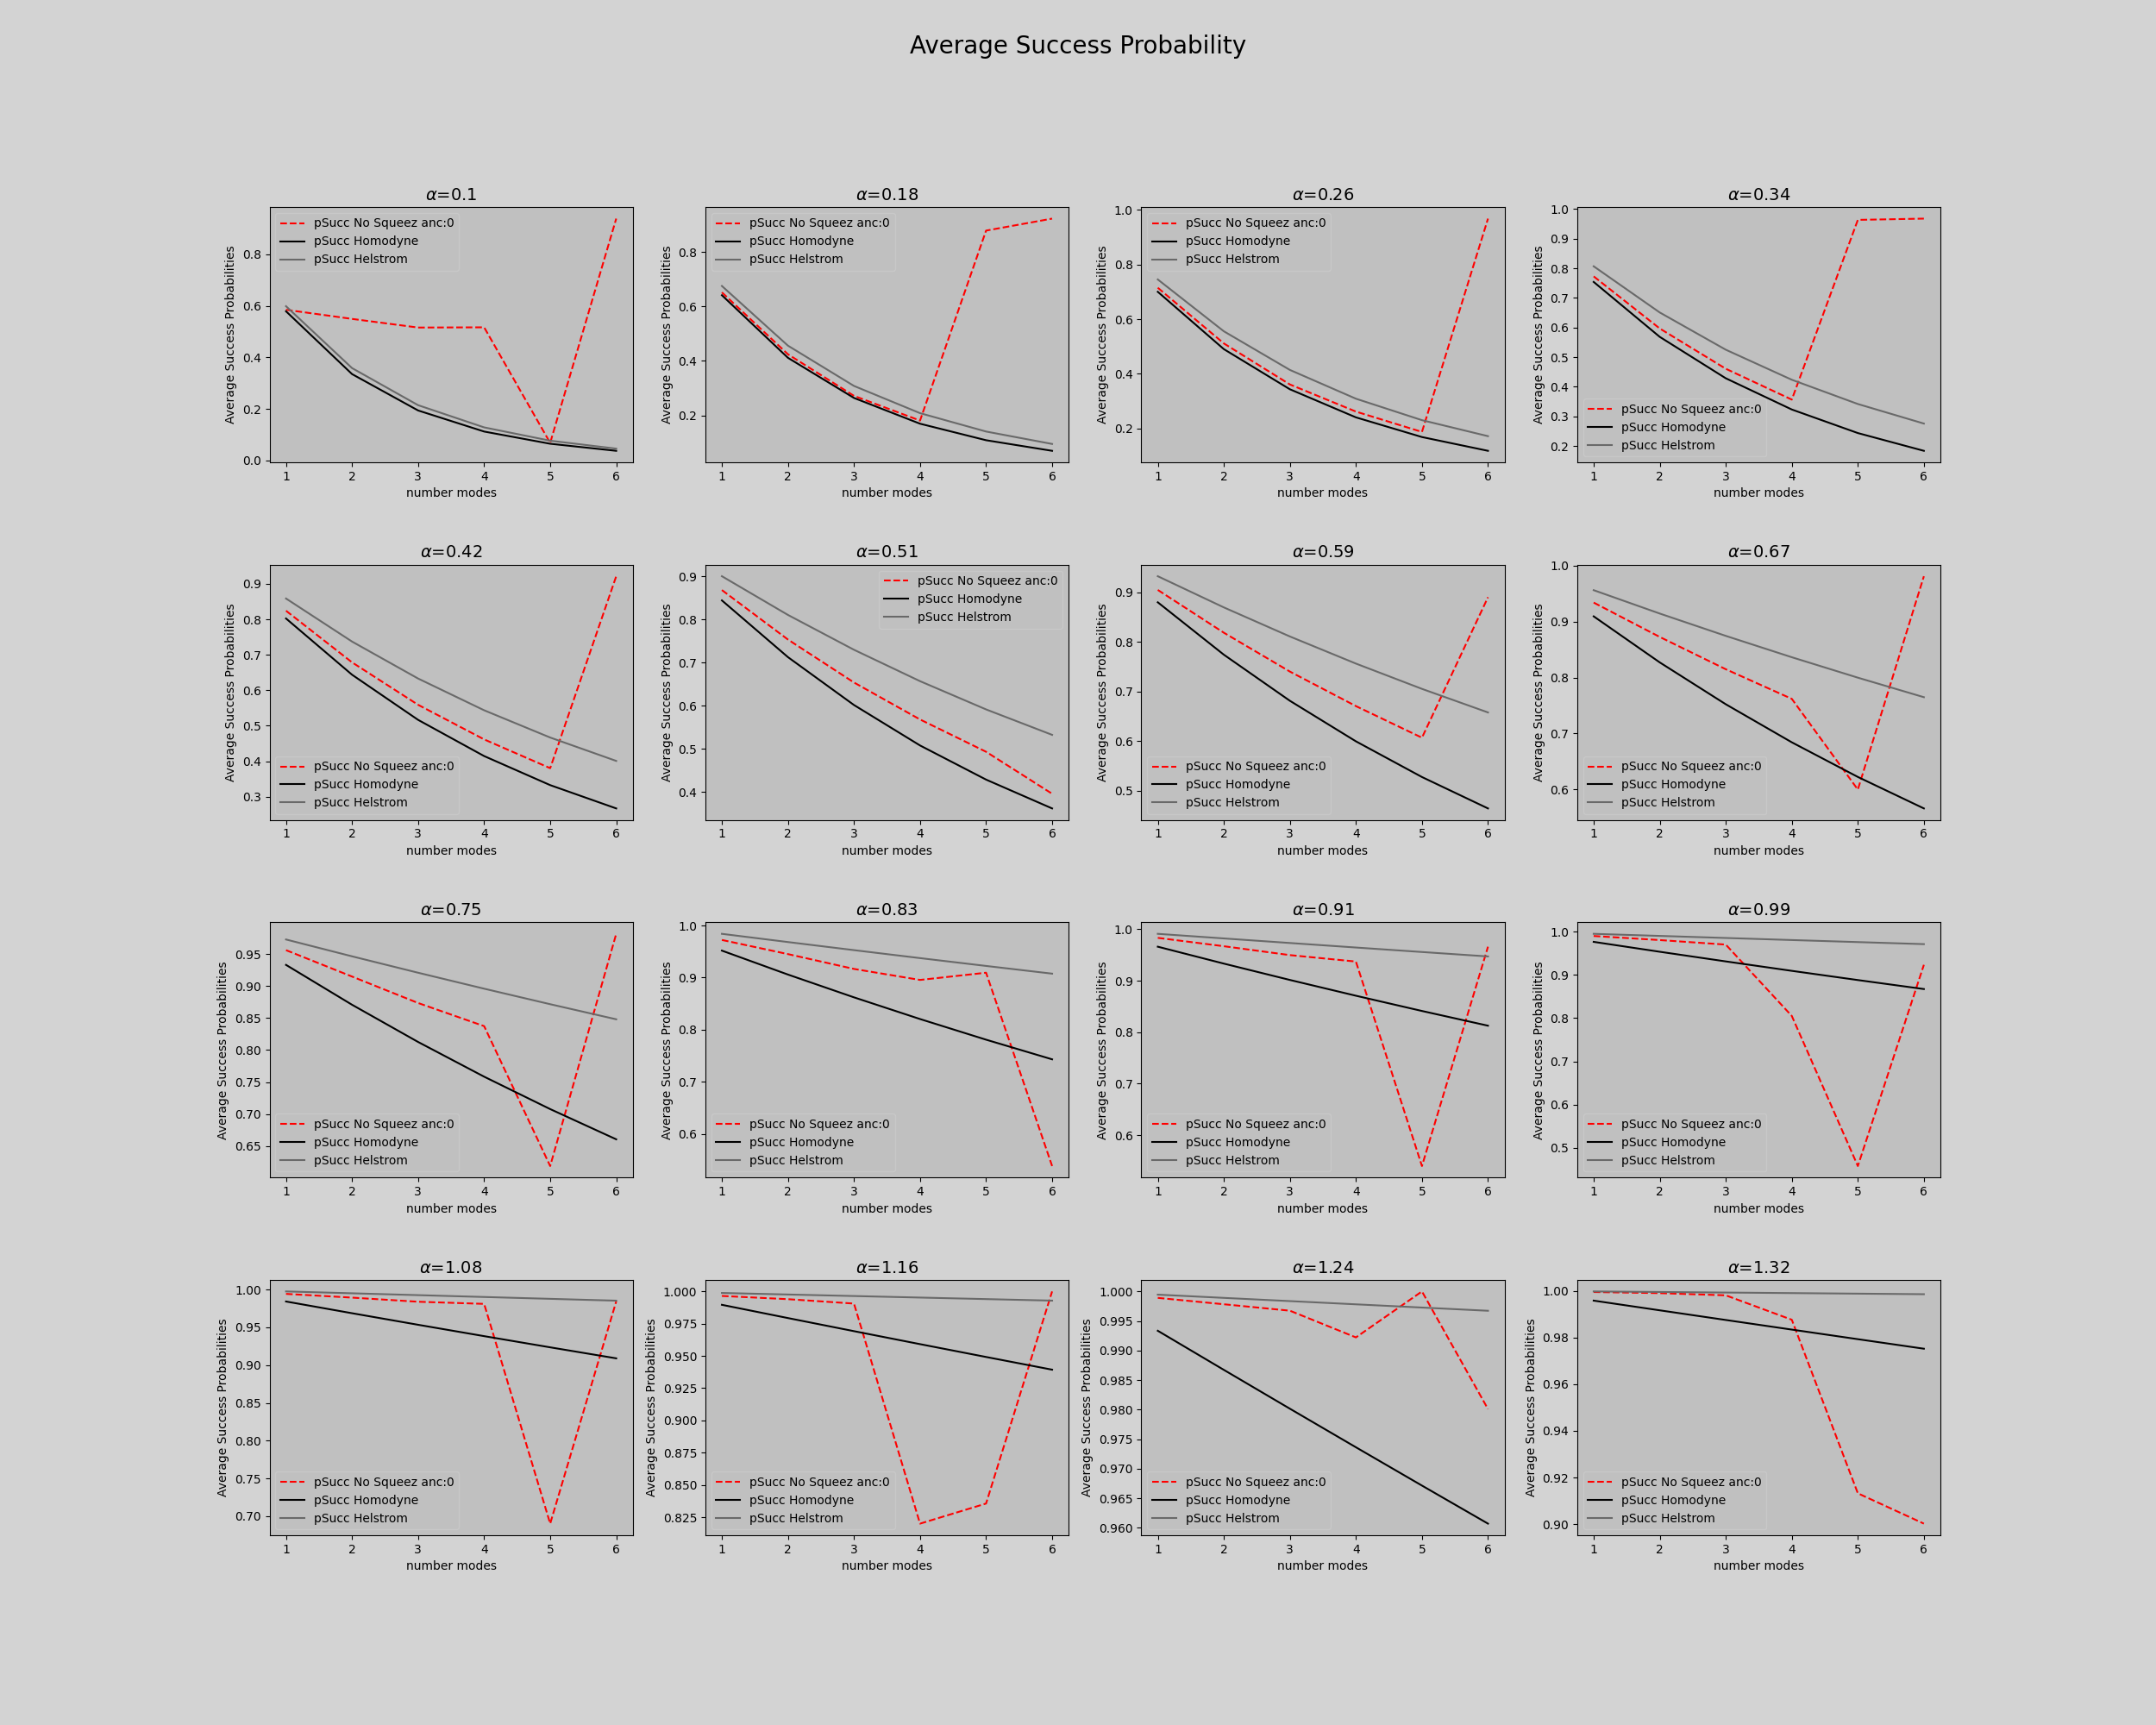 Average Success Probability
α=0.1
Average Success Probabilities
0.8
0.6
0.4
0.2
0.0
pSucc No Squeez anc:0
pSucc Homodyne
pSucc Helstrom
1 2 3 4 5 6
number modes
α=0.18
Average Success Probabilities
0.8
0.6
0.4
0.2
pSucc No Squeez anc:0
pSucc Homodyne
pSucc Helstrom
1 2 3 4 5 6
number modes
α=0.26
Average Success Probabilities
1.0
0.8
0.6
0.4
0.2
pSucc No Squeez anc:0
pSucc Homodyne
pSucc Helstrom
1 2 3 4 5 6
number modes
α=0.34
Average Success Probabilities
1.0
0.9
0.8
0.7
0.6
0.5
0.4
0.3
0.2
pSucc No Squeez anc:0
pSucc Homodyne
pSucc Helstrom
1 2 3 4 5 6
number modes
α=0.42
Average Success Probabilities
0.9
0.8
0.7
0.6
0.5
0.4
0.3
pSucc No Squeez anc:0
pSucc Homodyne
pSucc Helstrom
1 2 3 4 5 6
number modes
α=0.51
Average Success Probabilities
0.9
0.8
0.7
0.6
0.5
0.4
pSucc No Squeez anc:0
pSucc Homodyne
pSucc Helstrom
1 2 3 4 5 6
number modes
α=0.59
Average Success Probabilities
0.9
0.8
0.7
0.6
0.5
pSucc No Squeez anc:0
pSucc Homodyne
pSucc Helstrom
1 2 3 4 5 6
number modes
α=0.67
Average Success Probabilities
1.0
0.9
0.8
0.7
0.6
pSucc No Squeez anc:0
pSucc Homodyne
pSucc Helstrom
1 2 3 4 5 6
number modes
α=0.75
Average Success Probabilities
0.95
0.90
0.85
0.80
0.75
0.70
0.65
pSucc No Squeez anc:0
pSucc Homodyne
pSucc Helstrom
1 2 3 4 5 6
number modes
α=0.83
Average Success Probabilities
1.0
0.9
0.8
0.7
0.6
pSucc No Squeez anc:0
pSucc Homodyne
pSucc Helstrom
1 2 3 4 5 6
number modes
α=0.91
Average Success Probabilities
1.0
0.9
0.8
0.7
0.6
pSucc No Squeez anc:0
pSucc Homodyne
pSucc Helstrom
1 2 3 4 5 6
number modes
α=0.99
Average Success Probabilities
1.0
0.9
0.8
0.7
0.6
0.5
pSucc No Squeez anc:0
pSucc Homodyne
pSucc Helstrom
1 2 3 4 5 6
number modes
α=1.08
Average Success Probabilities
1.00
0.95
0.90
0.85
0.80
0.75
0.70
pSucc No Squeez anc:0
pSucc Homodyne
pSucc Helstrom
1 2 3 4 5 6
number modes
α=1.16
Average Success Probabilities
1.000
0.975
0.950
0.925
0.900
0.875
0.850
0.825
pSucc No Squeez anc:0
pSucc Homodyne
pSucc Helstrom
1 2 3 4 5 6
number modes
α=1.24
Average Success Probabilities
1.000
0.995
0.990
0.985
0.980
0.975
0.970
0.965
0.960
pSucc No Squeez anc:0
pSucc Homodyne
pSucc Helstrom
1 2 3 4 5 6
number modes
α=1.32
Average Success Probabilities
1.00
0.98
0.96
0.94
0.92
0.90
pSucc No Squeez anc:0
pSucc Homodyne
pSucc Helstrom
1 2 3 4 5 6
number modes